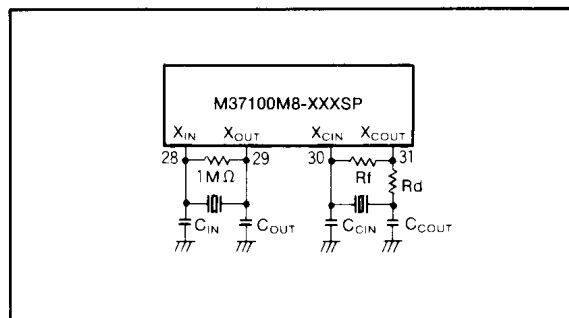 M37100M8-XXXSP
XIN XOUT XCIN XCOUT
28 29 30 31
1MΩ Rf Rd
CIN COUT CCIN CCOUT